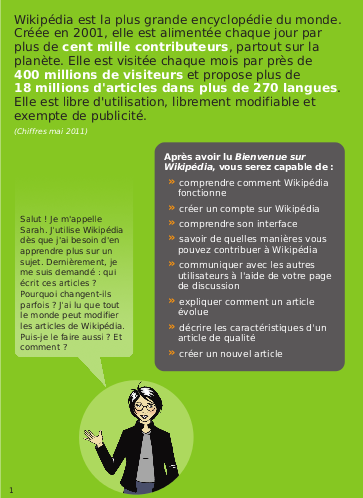 Wikipédia est la plus grande encyclopédie du monde.
Créée en 2001, elle est alimentée chaque jour par
plus de cent mille contributeurs, partout sur la
planète. Elle est visitée chaque mois par près de
400 millions de visiteurs et propose plus de
18 millions d'articles dans plus de 270 langues.
Elle est libre d'utilisation, librement modifiable et
exempte de publicité.
(Chiffres mai 2011)
Après avoir lu Bienvenue sur
Wikipédia, vous serez capable de :
» comprendre comment Wikipédia
fonctionne
» créer un compte sur Wikipédia
» comprendre son interface
» savoir de quelles manières vous
pouvez contribuer à Wikipédia
» communiquer avec les autres
utilisateurs à l'aide de votre page
de discussion
» expliquer comment un article
évolue
» décrire les caractéristiques d'un
article de qualité
» créer un nouvel article
Salut ! Je m'appelle
Sarah. J'utilise Wikipédia
dès que j'ai besoin d'en
apprendre plus sur un
sujet. Dernièrement, je
me suis demandé : qui
écrit ces articles ?
Pourquoi changent-ils
parfois ? J'ai lu que tout
le monde peut modifier
les articles de Wikipédia.
Puis-je le faire aussi ? Et
comment ?
1